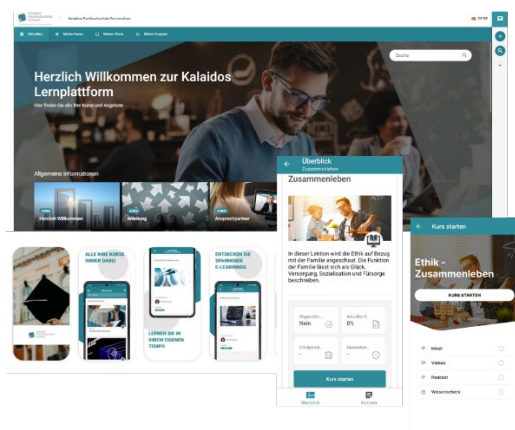 Kalaidos
Fachhochschule
Schweiz
Aktuelles
Meine Kurse
Meine Gruppen
Suche
Herzlich Willkommen zur Kalaidos
Lernplattform
Hier finden Sie alle Ihre Kurse und Angebote
Allgemeine Informationen
Herzlich Willkommen
Anleitung
Ansprechpartner
ALLE IHRE KURSE
IMMER DABEI
LERNEN SIE IN
IHREM EIGENEN
TEMPO
ENTDECKEN SIE
SPANNENDE
E-LEARNINGS
Überblick
Zusammenleben
Zusammenleben
In dieser Lektion wird die Ethik auf Bezug
mit der Familie angeschaut. Die Funktion
der Familie lässt sich als Glück,
Versorgung, Sozialisation und Fürsorge
beschreiben.
Nein
0%
Kurs starten
Überblick
Kurs starten
Ethik -
Zusammenleben
KURS STARTEN
Inhalt
Videos
Podcast
Wissenscheck